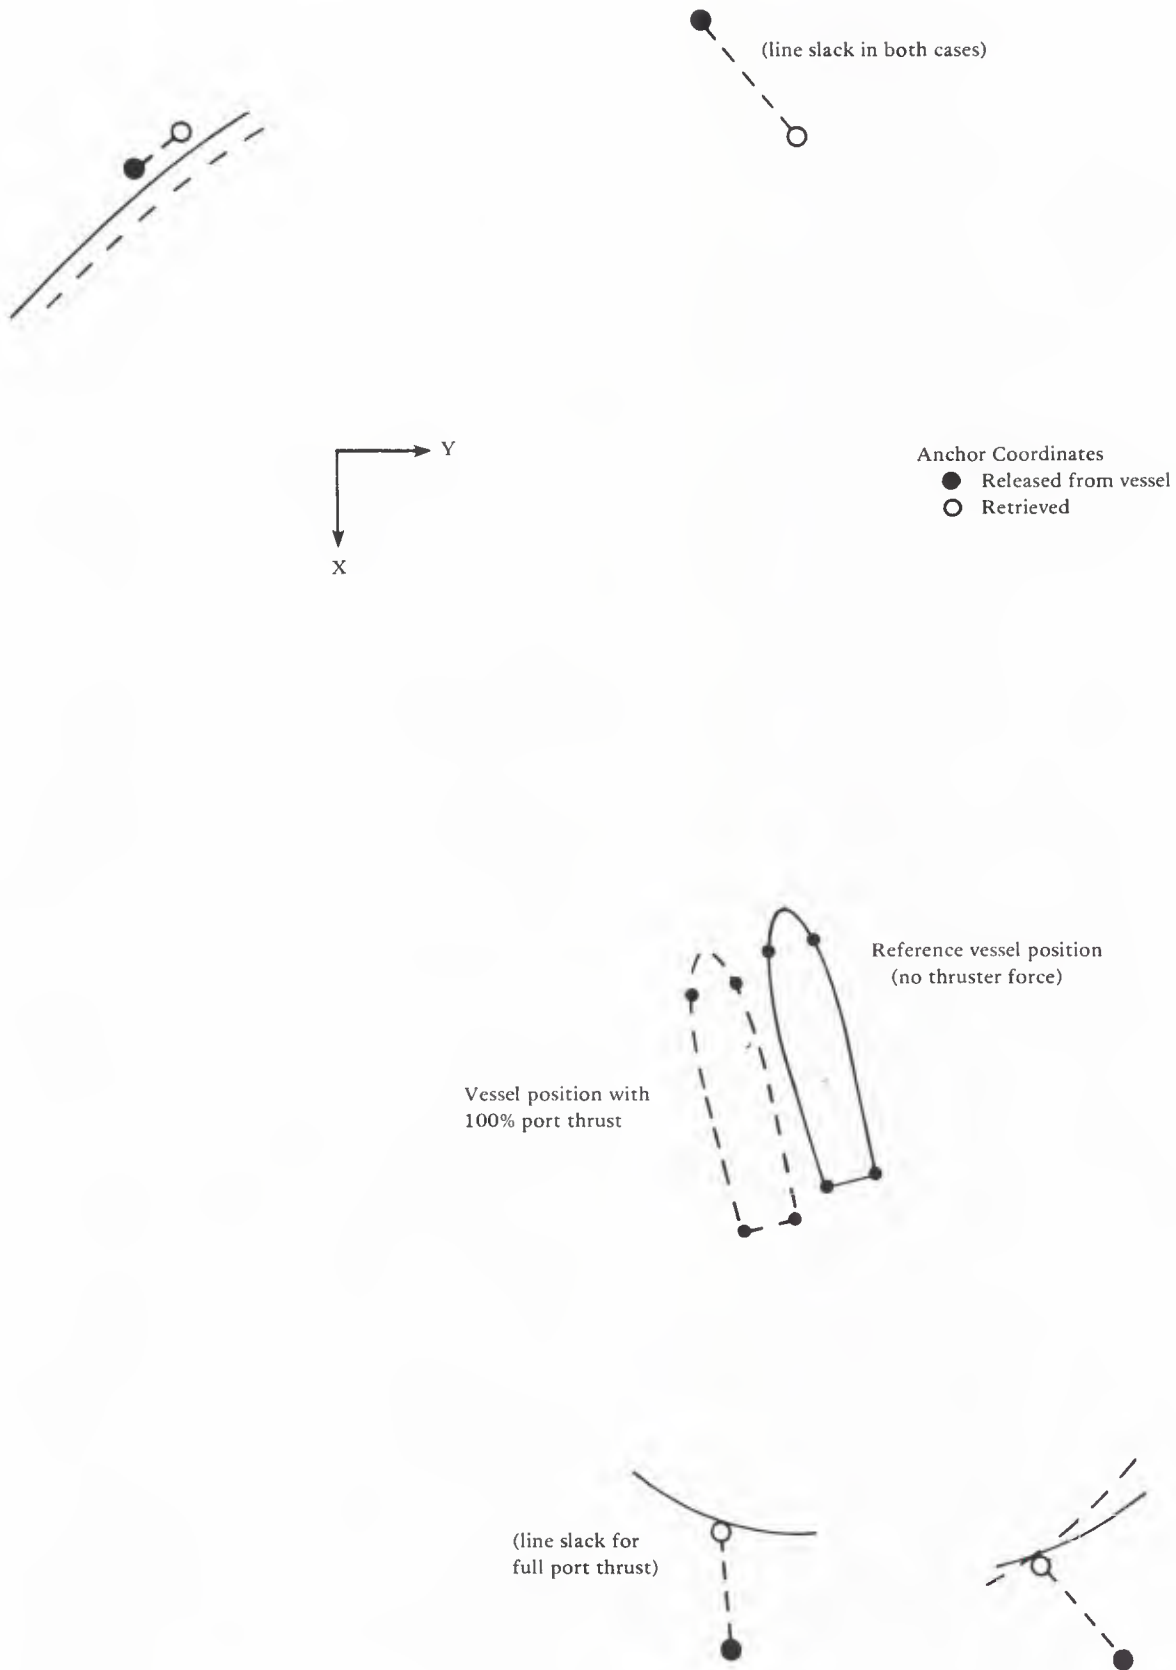 (line slack in both cases)
Y
X
Anchor Coordinates
Released from vessel
Retrieved
Reference vessel position
(no thruster force)
Vessel position with
100% port thrust
(line slack for
full port thrust)